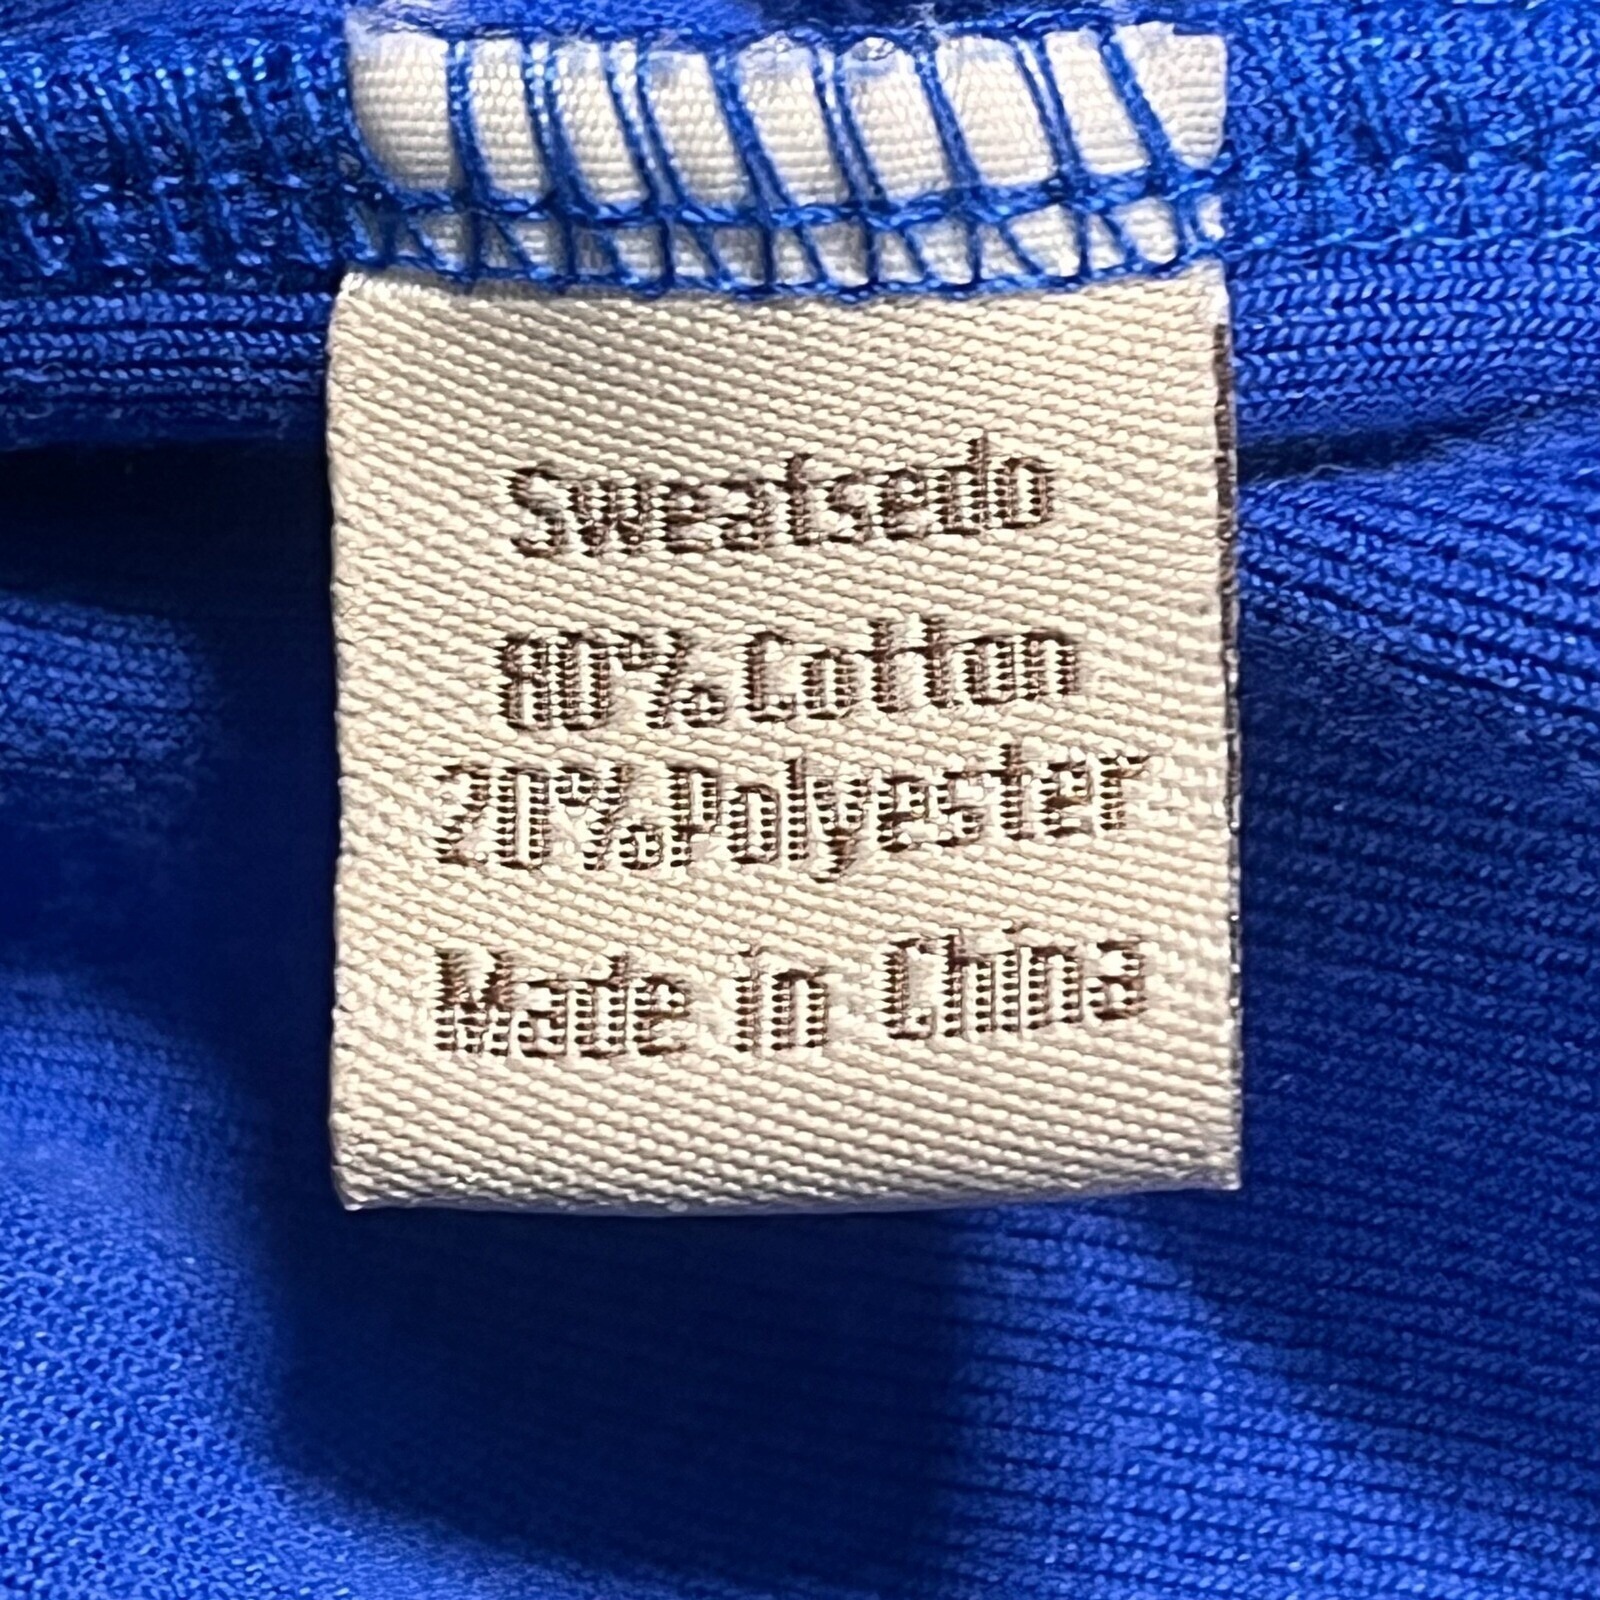 Sweatsedo
80% Cotton
20% Polyester
Made in China